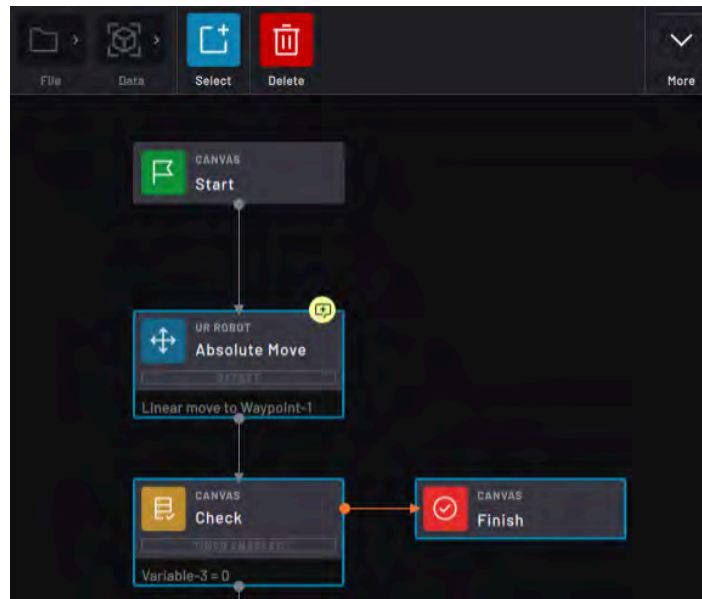 File
Data
Select
Delete
More
CANVAS
Start
UR ROBOT
Absolute Move
OFFSET
Linear move to Waypoint-1
CANVAS
Check
CANVAS
Finish
TIMER ENABLED
Variable-3 = 0